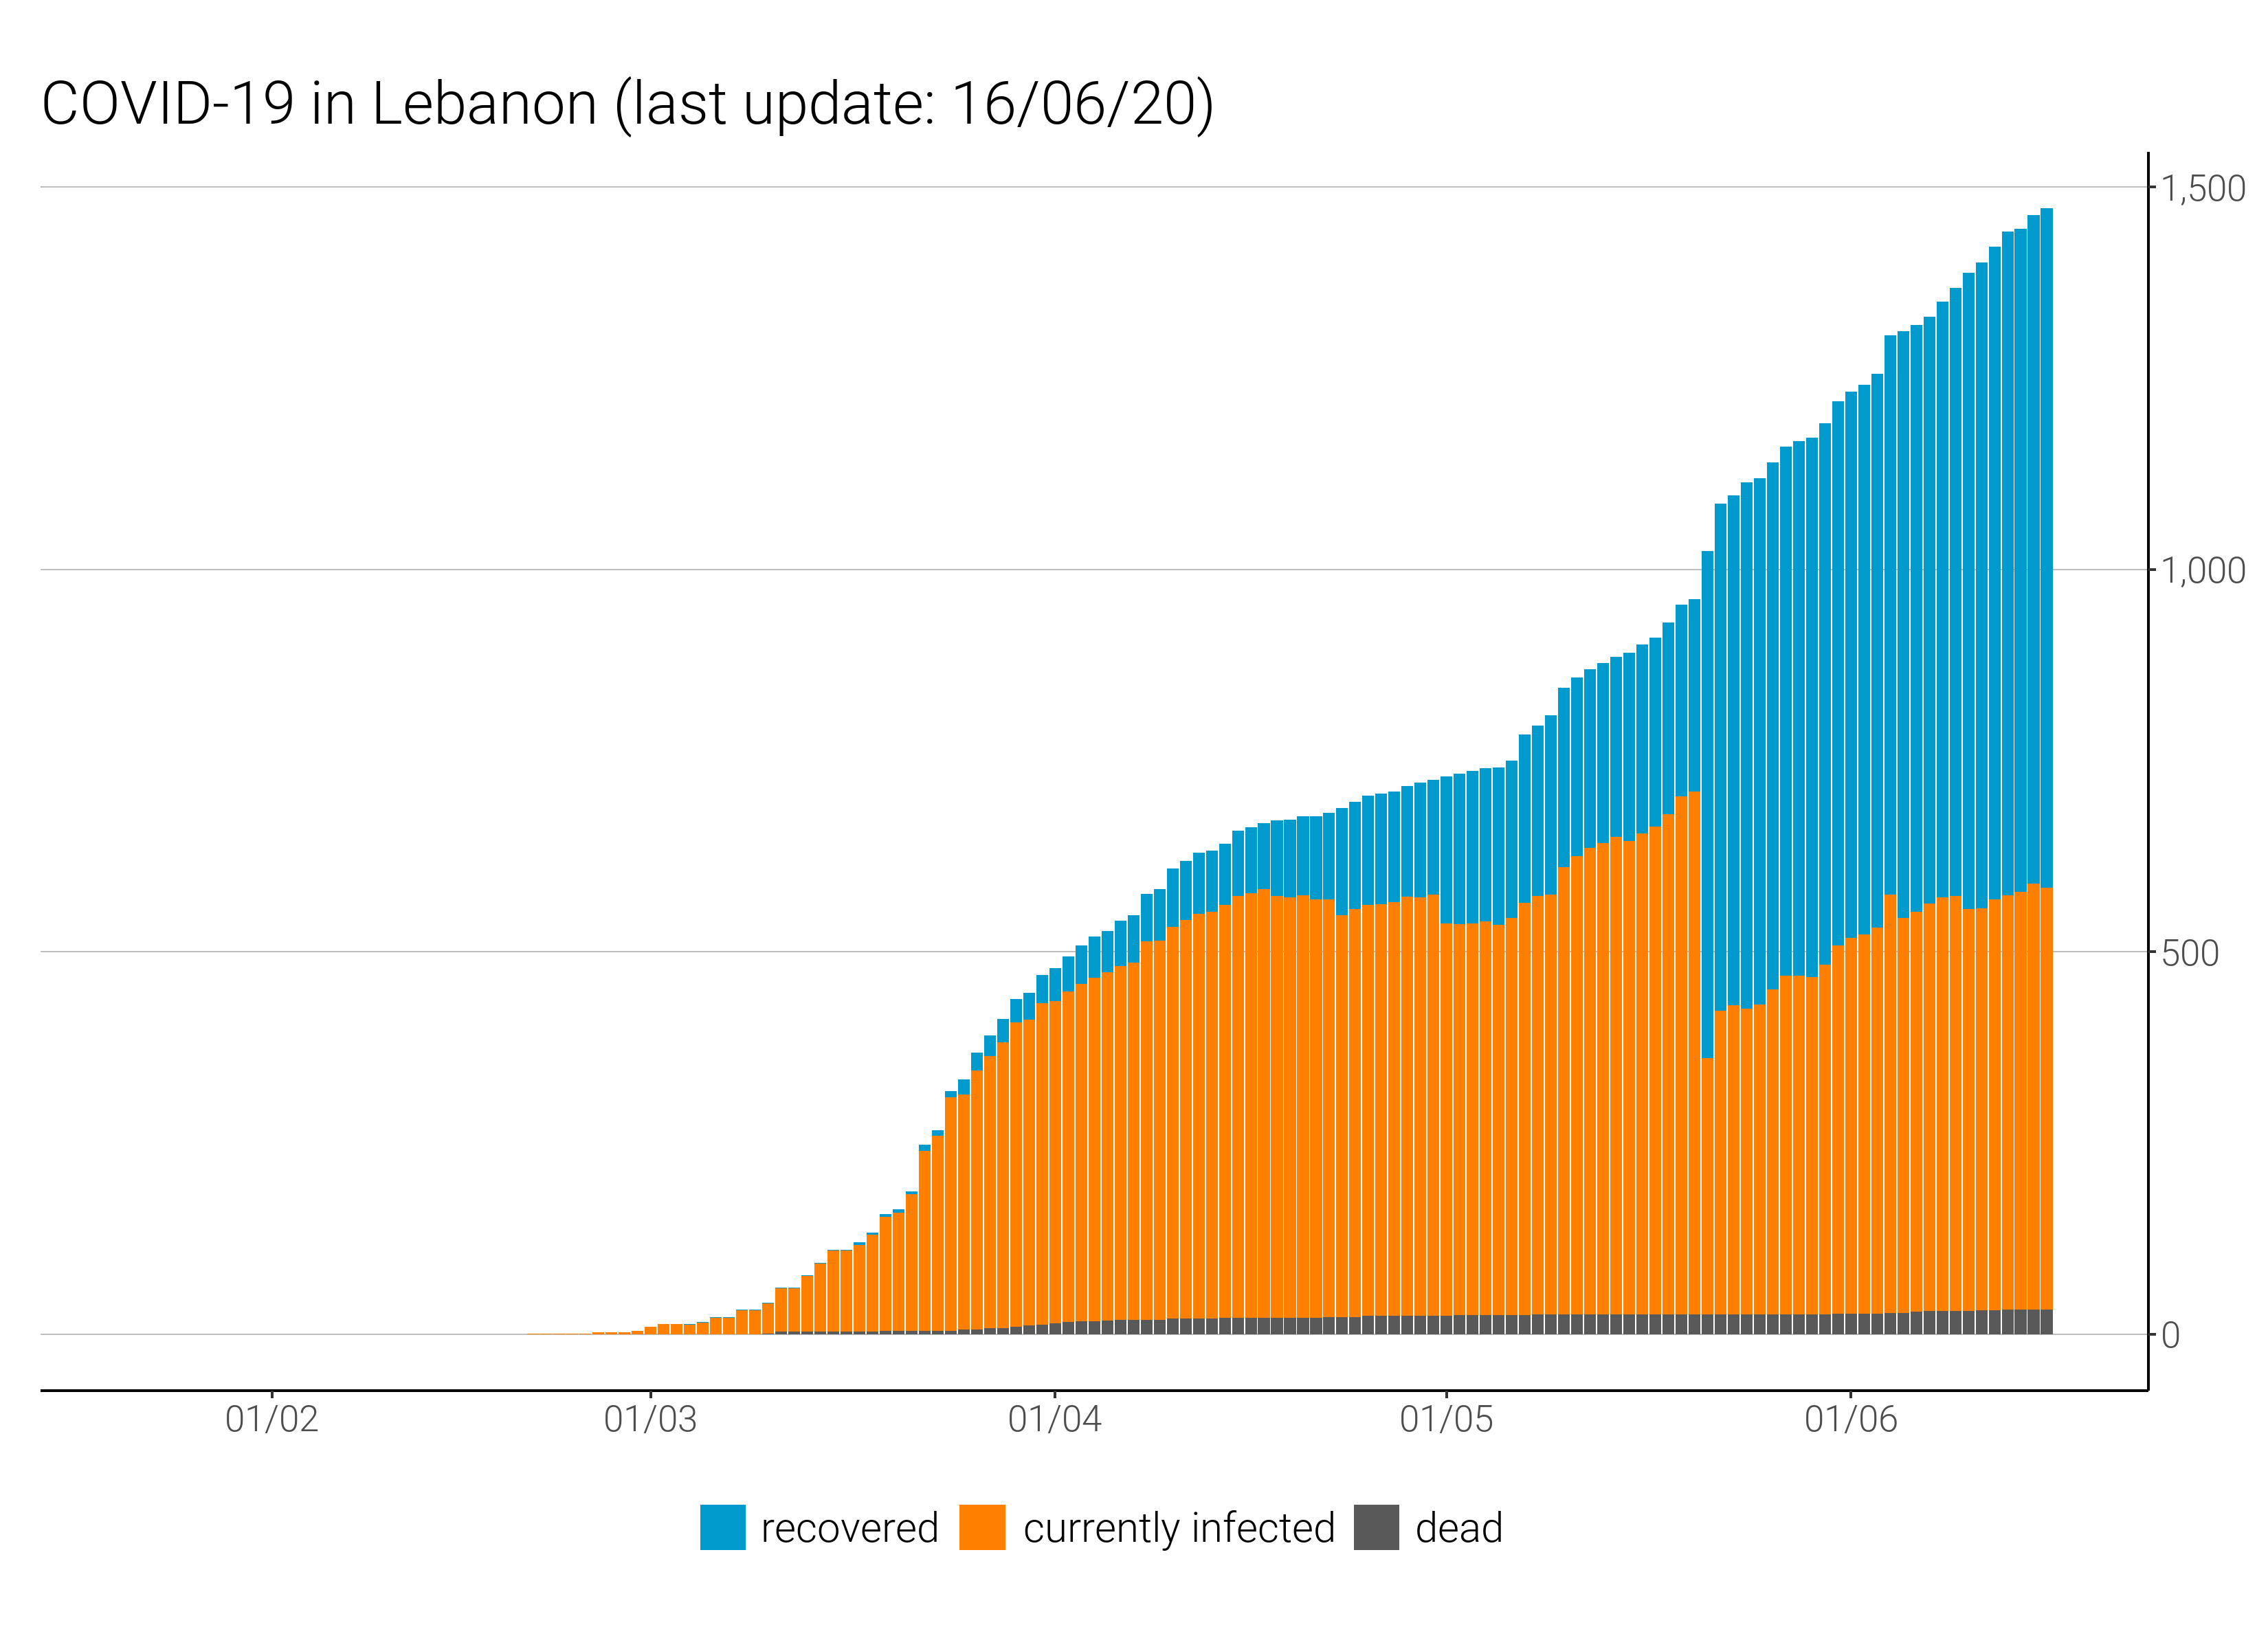 COVID-19 in Lebanon (last update: 16/06/20)
1,500
1,000
500
0
01/02 01/03 01/04 01/05 01/06
recovered currently infected dead